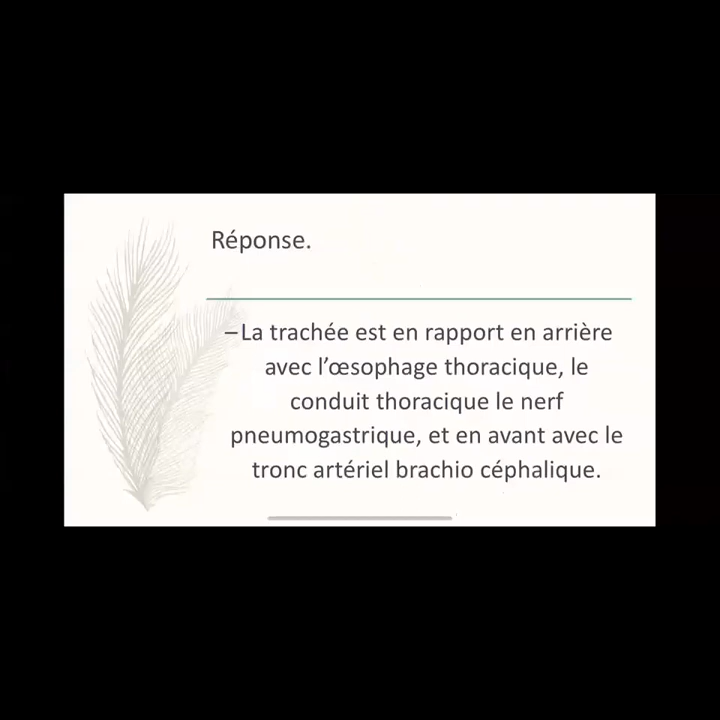 Réponse.
–La trachée est en rapport en arrière
avec l’œsophage thoracique, le
conduit thoracique le nerf
pneumogastrique, et en avant avec le
tronc artériel brachio céphalique.